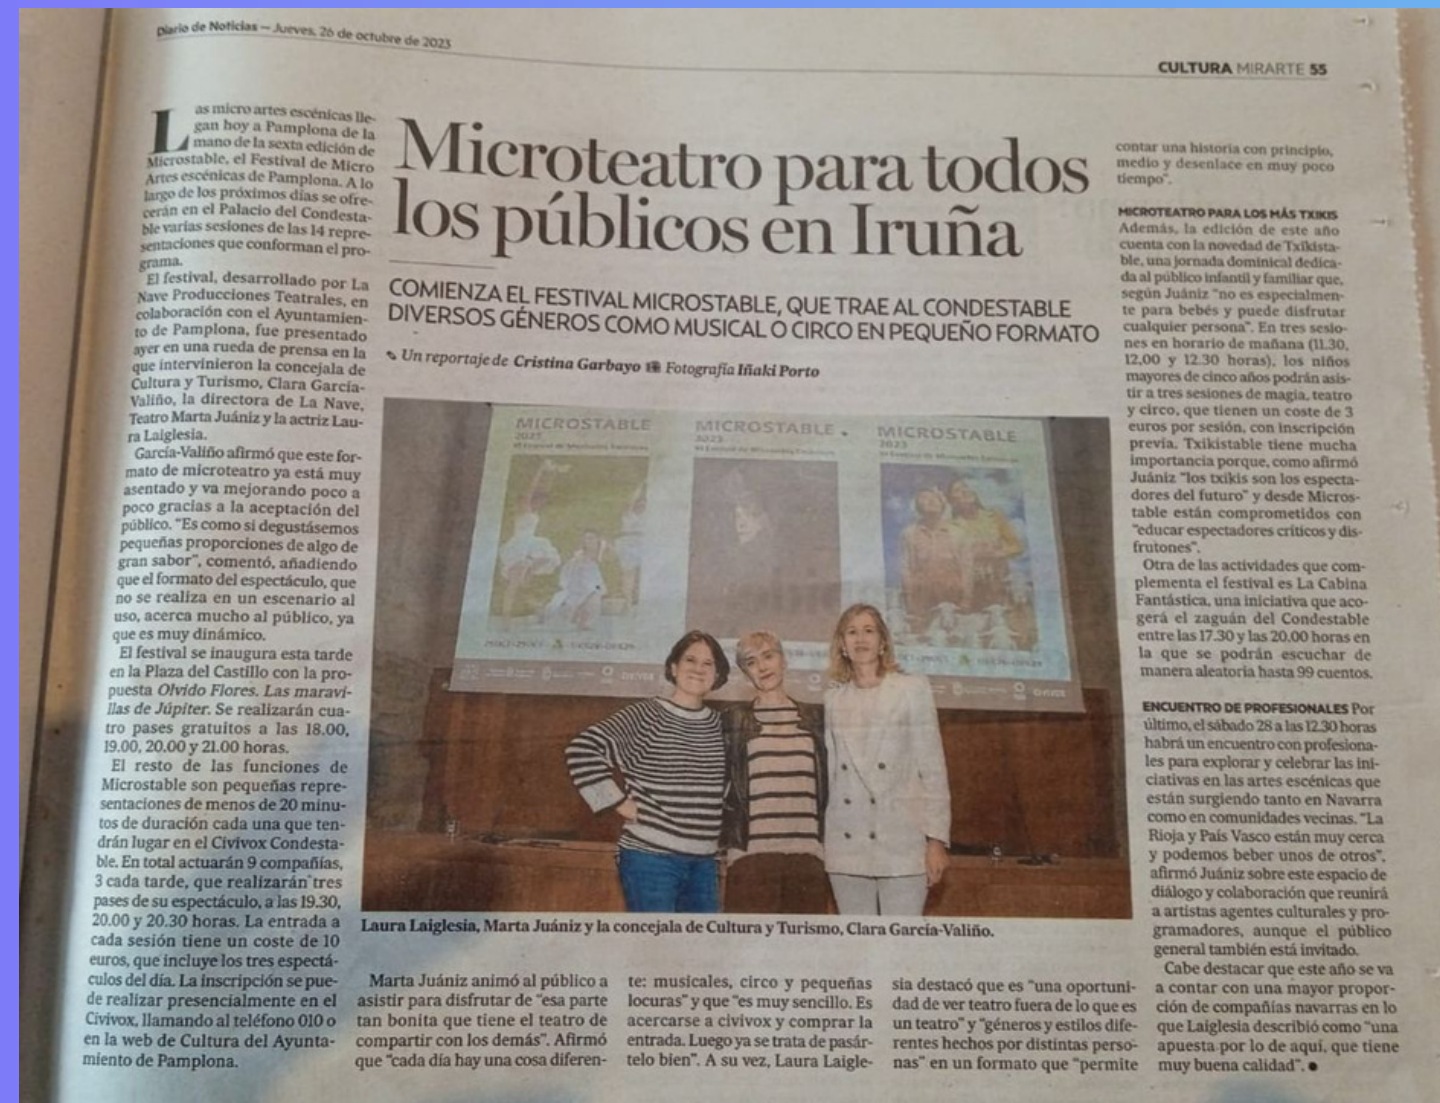 Diario de Noticias — Jueves, 26 de octubre de 2023
CULTURA MIRARTE 55
Microteatro para todos
los públicos en Iruña
COMIENZA EL FESTIVAL MICROSTABLE, QUE TRAE AL CONDESTABLE
DIVERSOS GÉNEROS COMO MUSICAL O CIRCO EN PEQUEÑO FORMATO
Un reportaje de Cristina Garbayo Fotografía Iñaki Porto
Las micro artes escénicas lle-
gan hoy a Pamplona de la
mano de la sexta edición de
Microstable, el Festival de Micro
Artes escénicas de Pamplona. A lo
largo de los próximos días se ofre-
cerán en el Palacio del Condesta-
ble varias sesiones de las 14 repre-
sentaciones que conforman el pro-
grama.
El festival, desarrollado por La
Nave Producciones Teatrales, en
colaboración con el Ayuntamien-
to de Pamplona, fue presentado
ayer en una rueda de prensa en la
que intervinieron la concejala de
Cultura y Turismo, Clara García-
Valiño, la directora de La Nave,
Teatro Marta Juániz y la actriz Lau-
ra Laiglesia.
García-Valiño afirmó que este for-
mato de microteatro ya está muy
asentado y va mejorando poco a
poco gracias a la aceptación del
público. "Es como si degustásemos
pequeñas proporciones de algo de
gran sabor", comentó, añadiendo
que el formato del espectáculo, que
no se realiza en un escenario al
uso, acerca mucho al público, ya
que es muy dinámico.
El festival se inaugura esta tarde
en la Plaza del Castillo con la pro-
puesta Olvido Flores. Las maravi-
llas de Júpiter. Se realizarán cua-
tro pases gratuitos a las 18.00,
19.00, 20.00 y 21.00 horas.
El resto de las funciones de
Microstable son pequeñas repre-
sentaciones de menos de 20 minu-
tos de duración cada una que ten-
drán lugar en el Civivox Condesta-
ble. En total actuarán 9 compañías,
3 cada tarde, que realizarán tres
pases de su espectáculo, a las 19.30,
20.00 y 20.30 horas. La entrada a
cada sesión tiene un coste de 10
euros, que incluye los tres espectá-
culos del día. La inscripción se pue-
de realizar presencialmente en el
Civivox, llamando al teléfono 010 o
en la web de Cultura del Ayunta-
miento de Pamplona.
MICROSTABLE
2023
MICROSTABLE
2023
MICROSTABLE
2023
Laura Laiglesia, Marta Juániz y la concejala de Cultura y Turismo, Clara García-Valiño.
Marta Juániz animó al público a
asistir para disfrutar de "esa parte
tan bonita que tiene el teatro de
compartir con los demás". Afirmó
que "cada día hay una cosa diferen-
te: musicales, circo y pequeñas
locuras" y que "es muy sencillo. Es
acercarse a civivox y comprar la
entrada. Luego ya se trata de pasár-
telo bien". A su vez, Laura Laigle-
sia destacó que es "una oportuni-
dad de ver teatro fuera de lo que es
un teatro" y "géneros y estilos dife-
rentes hechos por distintas perso-
nas" en un formato que "permite
contar una historia con principio,
medio y desenlace en muy poco
tiempo".
MICROTEATRO PARA LOS MÁS TXIKIS
Además, la edición de este año
cuenta con la novedad de Txikista-
ble, una jornada dominical dedica-
da al público infantil y familiar que,
según Juániz "no es especialmen-
te para bebés y puede disfrutar
cualquier persona". En tres sesio-
nes en horario de mañana (11.30,
12.00 y 12.30 horas), los niños
mayores de cinco años podrán asis-
tir a tres sesiones de magia, teatro
y circo, que tienen un coste de 3
euros por sesión, con inscripción
previa. Txikistable tiene mucha
importancia porque, como afirmó
Juániz "los txikis son los especta-
dores del futuro" y desde Micros-
table están comprometidos con
"educar espectadores críticos y dis-
frutones".
Otra de las actividades que com-
plementa el festival es La Cabina
Fantástica, una iniciativa que aco-
gerá el zaguán del Condestable
entre las 17.30 y las 20.00 horas en
la que se podrán escuchar de
manera aleatoria hasta 99 cuentos.
ENCUENTRO DE PROFESIONALES Por
último, el sábado 28 a las 12.30 horas
habrá un encuentro con profesiona-
les para explorar y celebrar las ini-
ciativas en las artes escénicas que
están surgiendo tanto en Navarra
como en comunidades vecinas. "La
Rioja y País Vasco están muy cerca
y podemos beber unos de otros",
afirmó Juániz sobre este espacio de
diálogo y colaboración que reunirá
a artistas agentes culturales y pro-
gramadores, aunque el público
general también está invitado.
Cabe destacar que este año se va
a contar con una mayor propor-
ción de compañías navarras en lo
que Laiglesia describió como "una
apuesta por lo de aquí, que tiene
muy buena calidad".